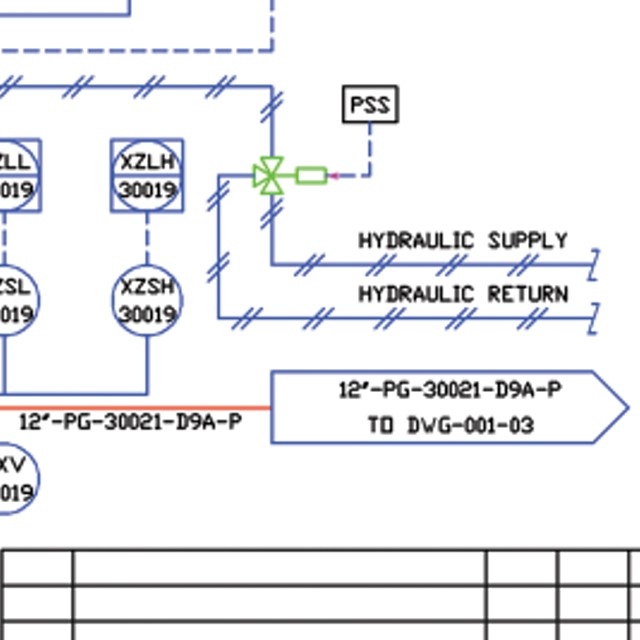 PSS
ZLL
019
XZLH
30019
HYDRAULIC SUPPLY
ZSL
019
XZSH
30019
HYDRAULIC RETURN
12"-PG-30021-D9A-P
TO DWG-001-03
12"-PG-30021-D9A-P
XV
019